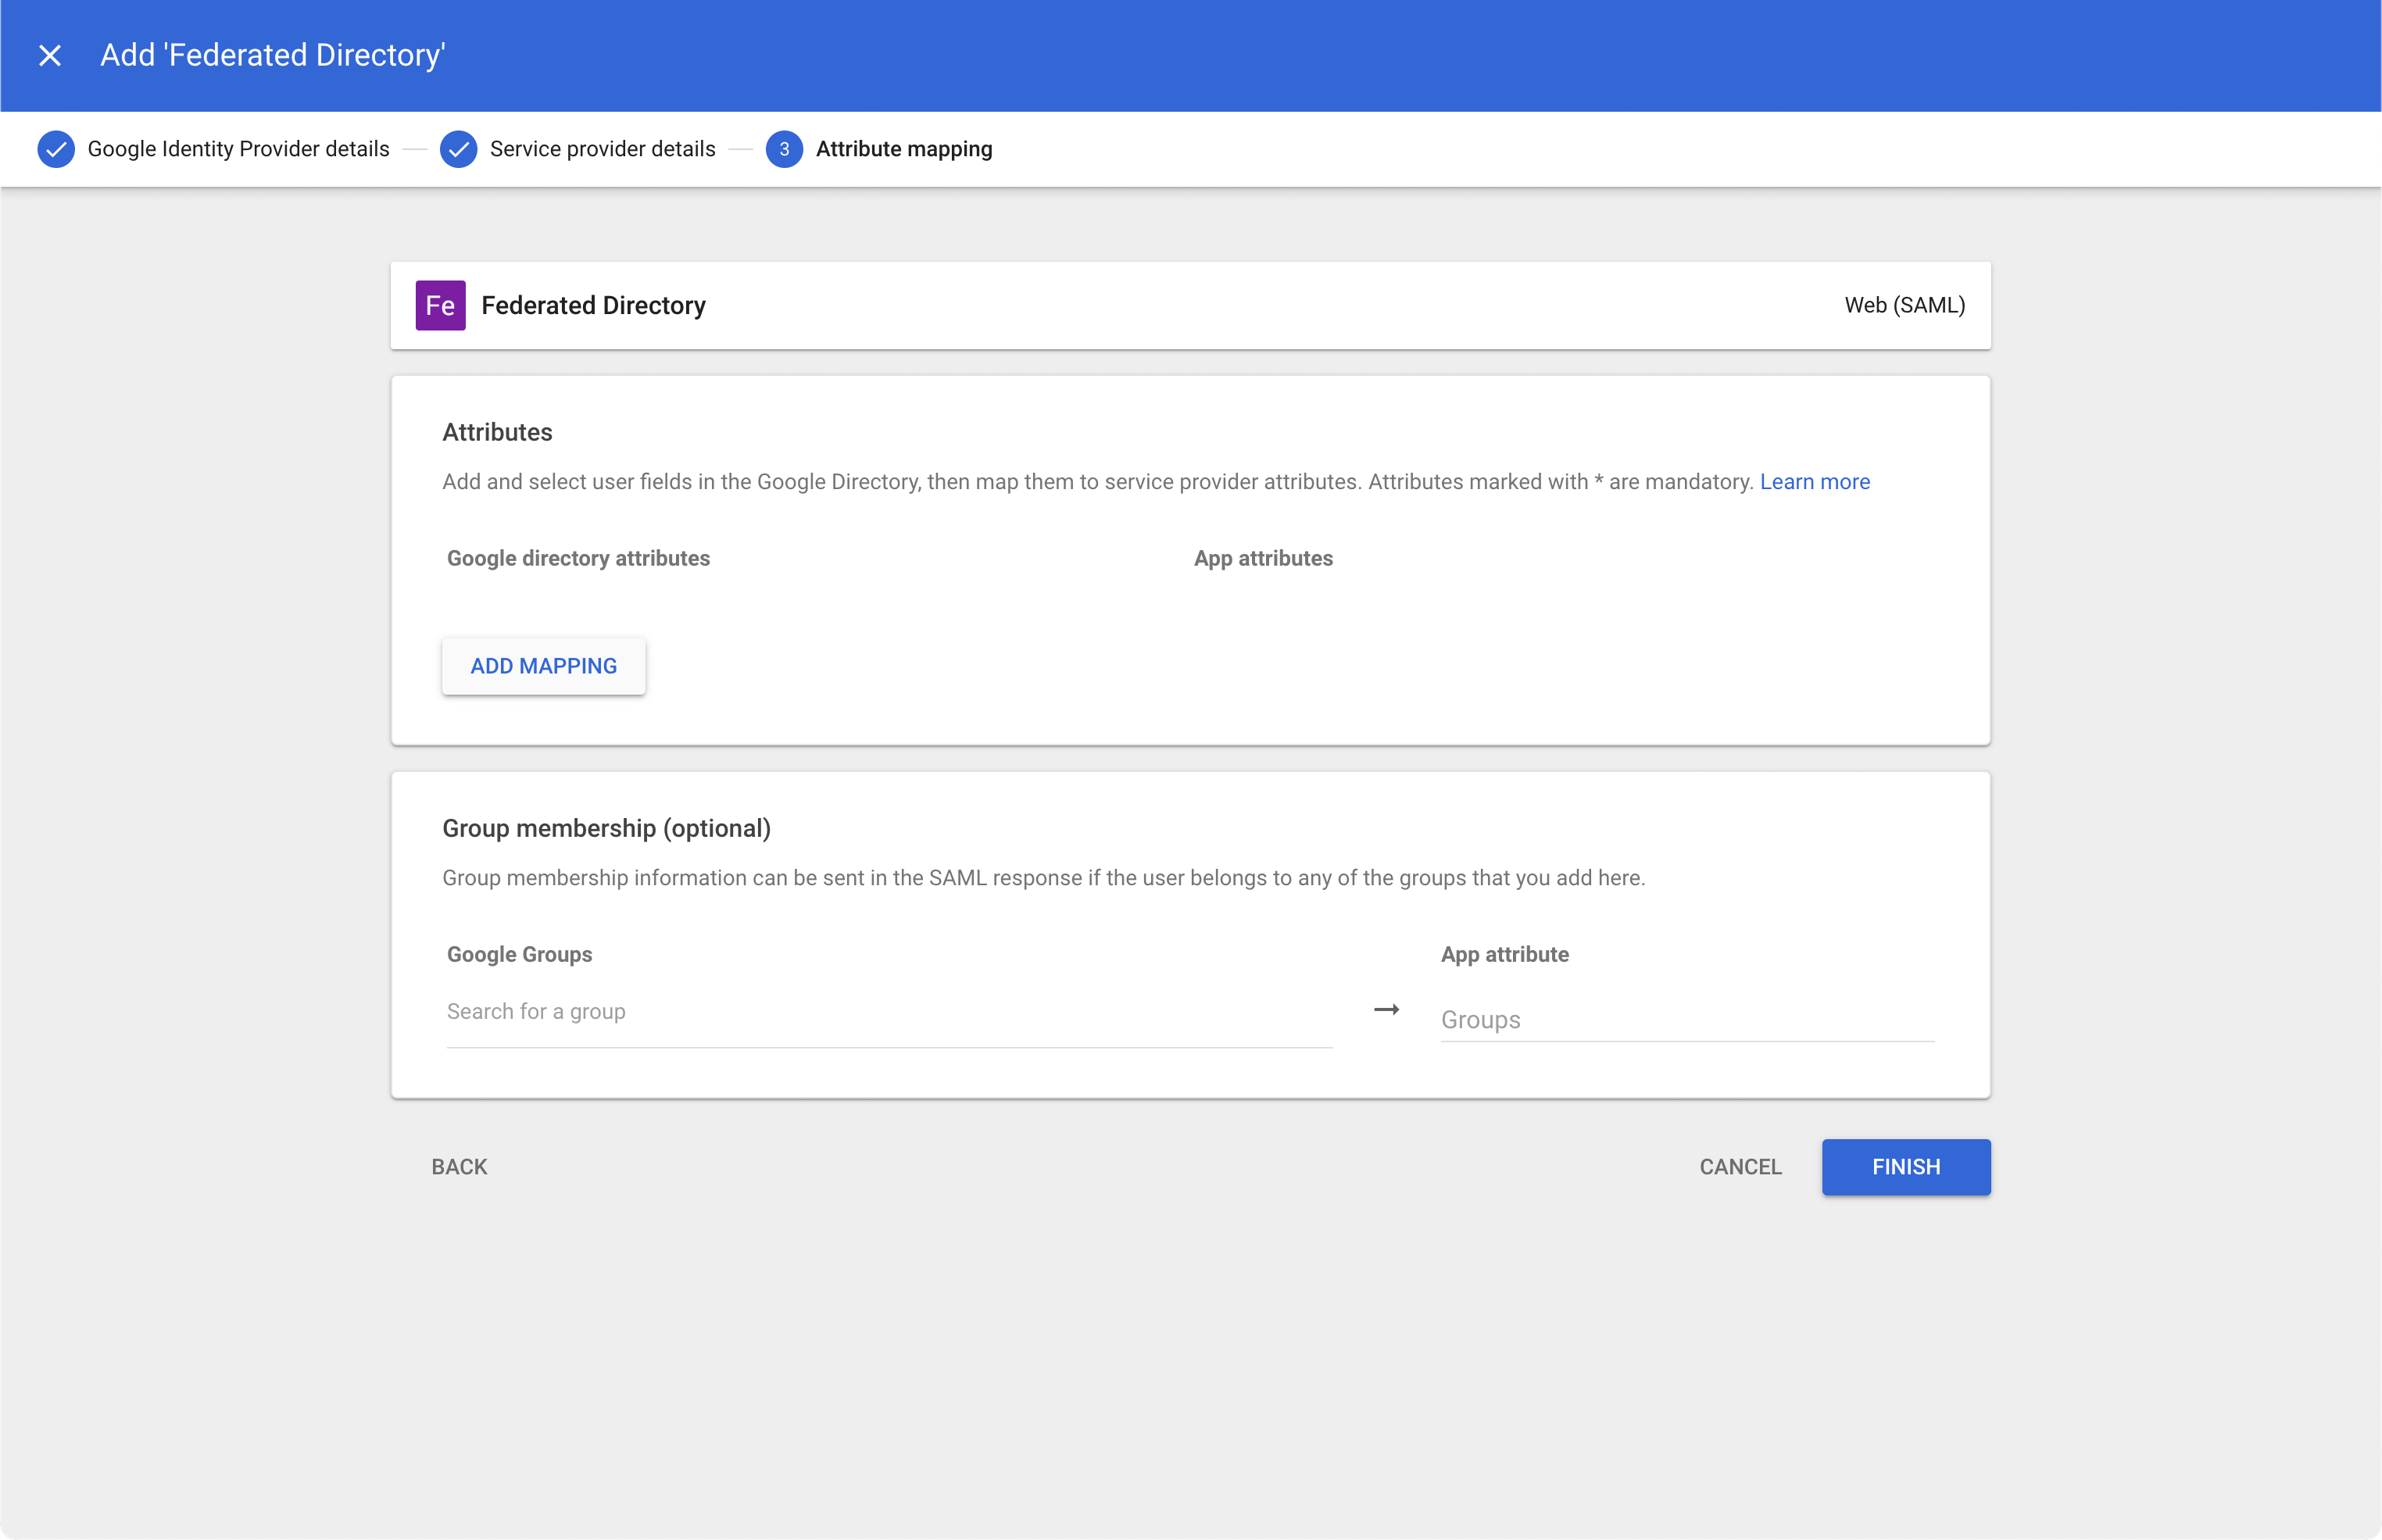 Add 'Federated Directory'
Google Identity Provider details
Service provider details
3 Attribute mapping
Fe Federated Directory
Web (SAML)
Attributes
Add and select user fields in the Google Directory, then map them to service provider attributes. Attributes marked with * are mandatory. Learn more
Google directory attributes
App attributes
ADD MAPPING
Group membership (optional)
Group membership information can be sent in the SAML response if the user belongs to any of the groups that you add here.
Google Groups
App attribute
Search for a group
Groups
BACK
CANCEL
FINISH